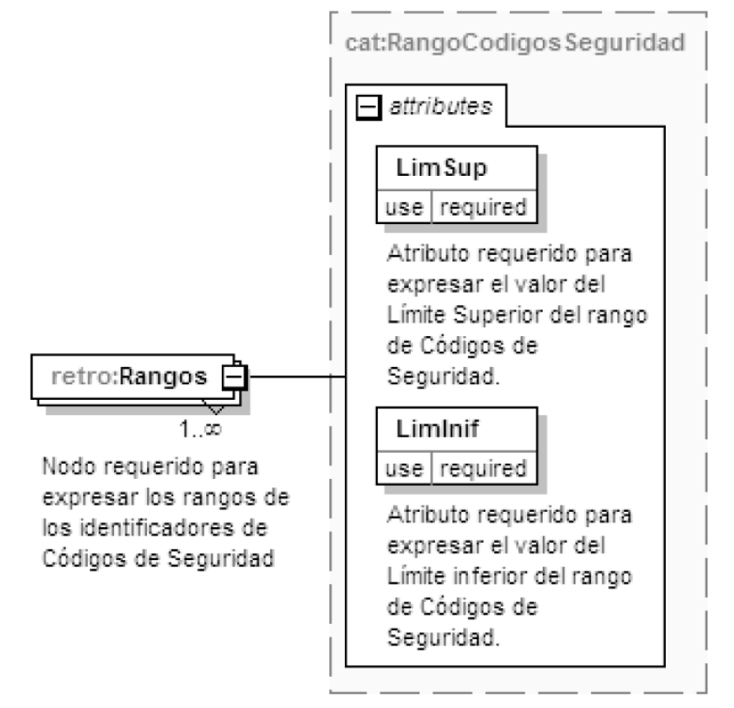 cat:RangoCodigosSeguridad
attributes
LimSup
use required
Atributo requerido para
expresar el valor del
Límite Superior del rango
de Códigos de
Seguridad.
retro:Rangos
1..∞
Nodo requerido para
expresar los rangos de
los identificadores de
Códigos de Seguridad
LimInif
use required
Atributo requerido para
expresar el valor del
Límite inferior del rango
de Códigos de
Seguridad.